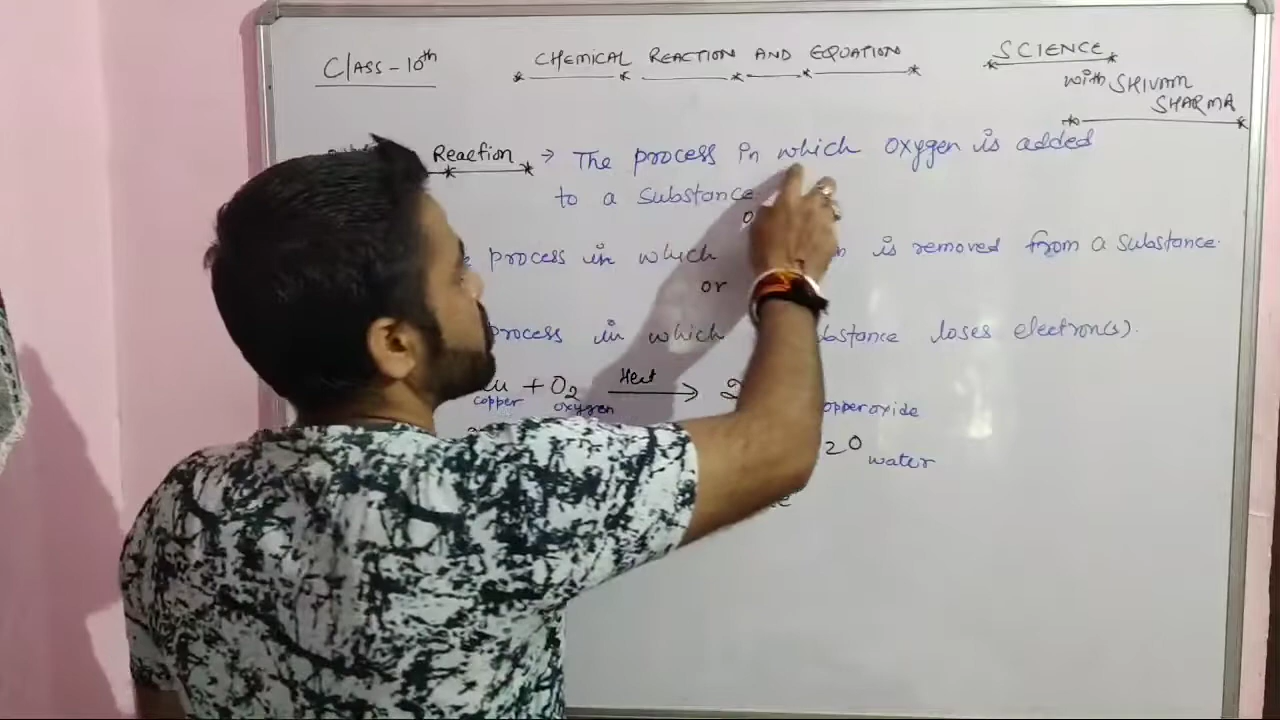 Class-10th
CHEMICAL REACTION AND EQUATION
SCIENCE
with SHIVAM
SHARMA
Reaction → The process in which oxygen is added
to a substance
process in which is removed from a substance.
or
process in which loses electron(s).
+ O2 Heat → 2
copper oxygen oxide
2O water